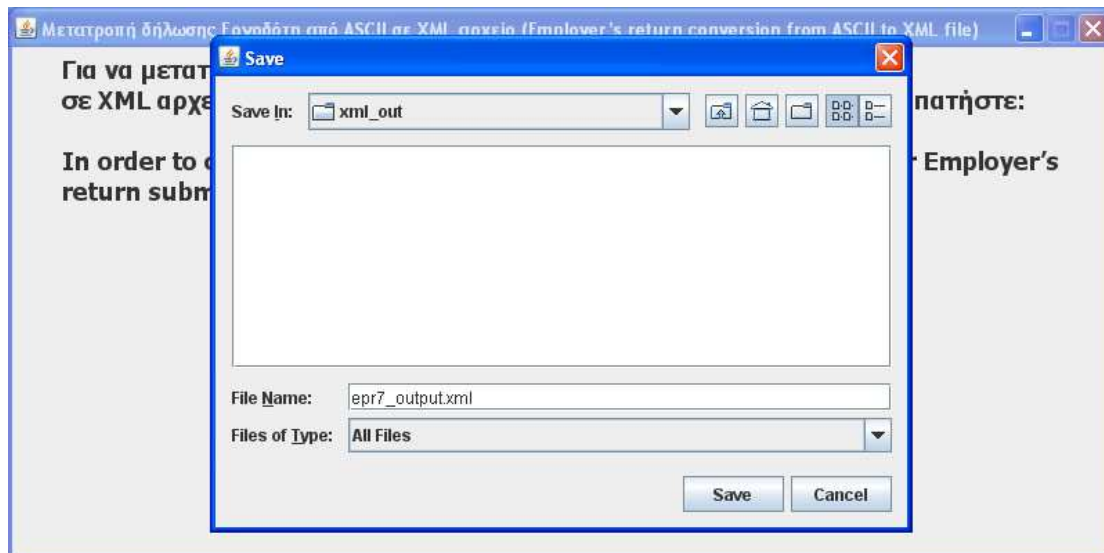 Μετατροπή δήλωσης Εργοδότη από ASCII σε XML αρχείο (Employer's return conversion from ASCII to XML file)
Για να μετατ
σε XML αρχε
πατήστε:
In order to
Employer's
return subm
Save
Save In:
xml_out
File Name:
epr7_output.xml
Files of Type:
All Files
Save
Cancel